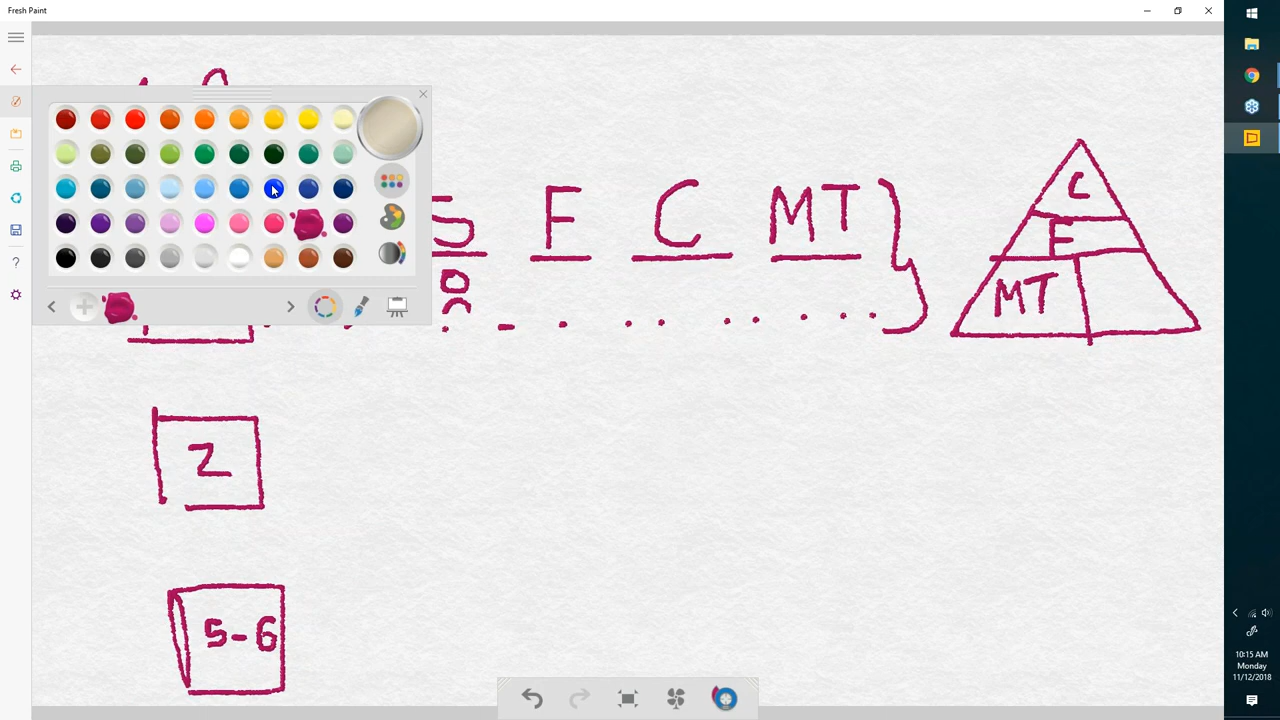 Fresh Paint
S F C MT
C
F
MT
2
5-6
10:15 AM
Monday
11/12/2018